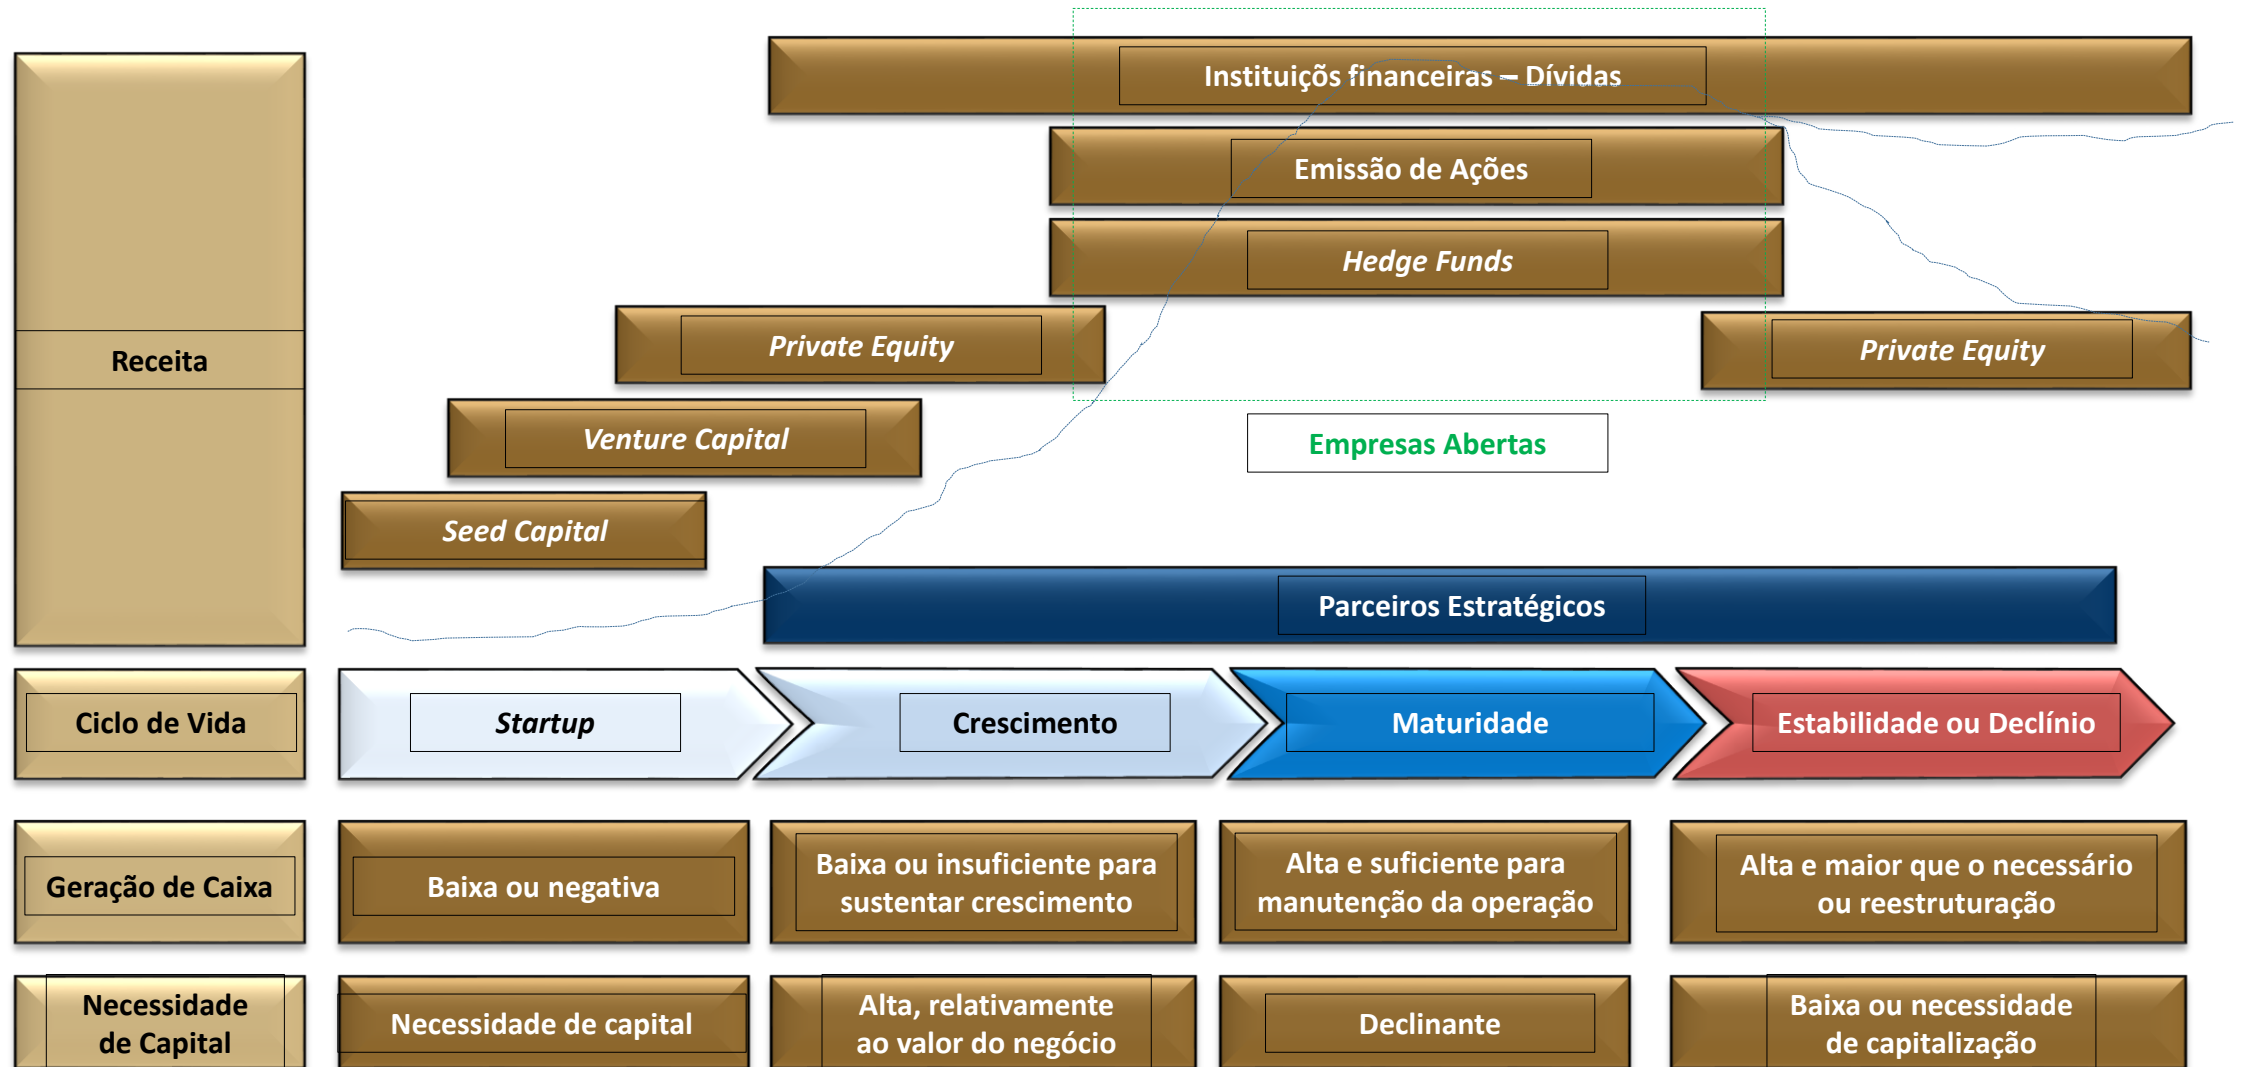 Instituiçõs financeiras – Dívidas
Emissão de Ações
Hedge Funds
Receita
Private Equity
Private Equity
Venture Capital
Empresas Abertas
Seed Capital
Parceiros Estratégicos
Ciclo de Vida
Startup
Crescimento
Maturidade
Estabilidade ou Declínio
Geração de Caixa
Baixa ou negativa
Baixa ou insuficiente para
sustentar crescimento
Alta e suficiente para
manutenção da operação
Alta e maior que o necessário
ou reestruturação
Necessidade
de Capital
Necessidade de capital
Alta, relativamente
ao valor do negócio
Declinante
Baixa ou necessidade
de capitalização